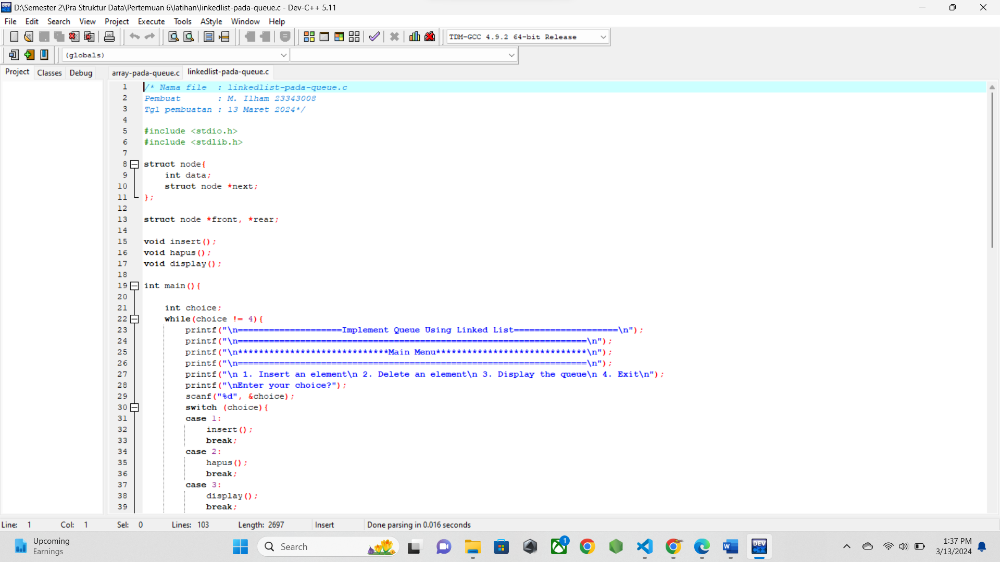 D:\Semester 2\Pra Struktur Data\Pertemuan 6\latihan\linkedlist-pada-queue.c - Dev-C++ 5.11
File Edit Search View Project Execute Tools AStyle Window Help
TDM-GCC 4.9.2 64-bit Release
(globals)
Project Classes Debug array-pada-queue.c linkedlist-pada-queue.c
1 /* Nama file  : linkedlist-pada-queue.c
2 Pembuat       : M. Ilham 23343008
3 Tgl pembuatan : 13 Maret 2024*/
4
5 #include <stdio.h>
6 #include <stdlib.h>
7
8 struct node{
9     int data;
10     struct node *next;
11 };
12
13 struct node *front, *rear;
14
15 void insert();
16 void hapus();
17 void display();
18
19 int main(){
20
21     int choice;
22     while(choice != 4){
23         printf("\n====================Implement Queue Using Linked List====================\n");
24         printf("\n===================================================================\n");
25         printf("\n*****************************Main Menu*****************************\n");
26         printf("\n===================================================================\n");
27         printf("\n 1. Insert an element\n 2. Delete an element\n 3. Display the queue\n 4. Exit\n");
28         printf("\nEnter your choice?");
29         scanf("%d", &choice);
30         switch (choice){
31         case 1:
32             insert();
33             break;
34         case 2:
35             hapus();
36             break;
37         case 3:
38             display();
39             break;
Line: 1 Col: 1 Sel: 0 Lines: 103 Length: 2697 Insert Done parsing in 0.016 seconds
Upcoming
Earnings
Search
1
DEV
C++
1:37 PM
3/13/2024